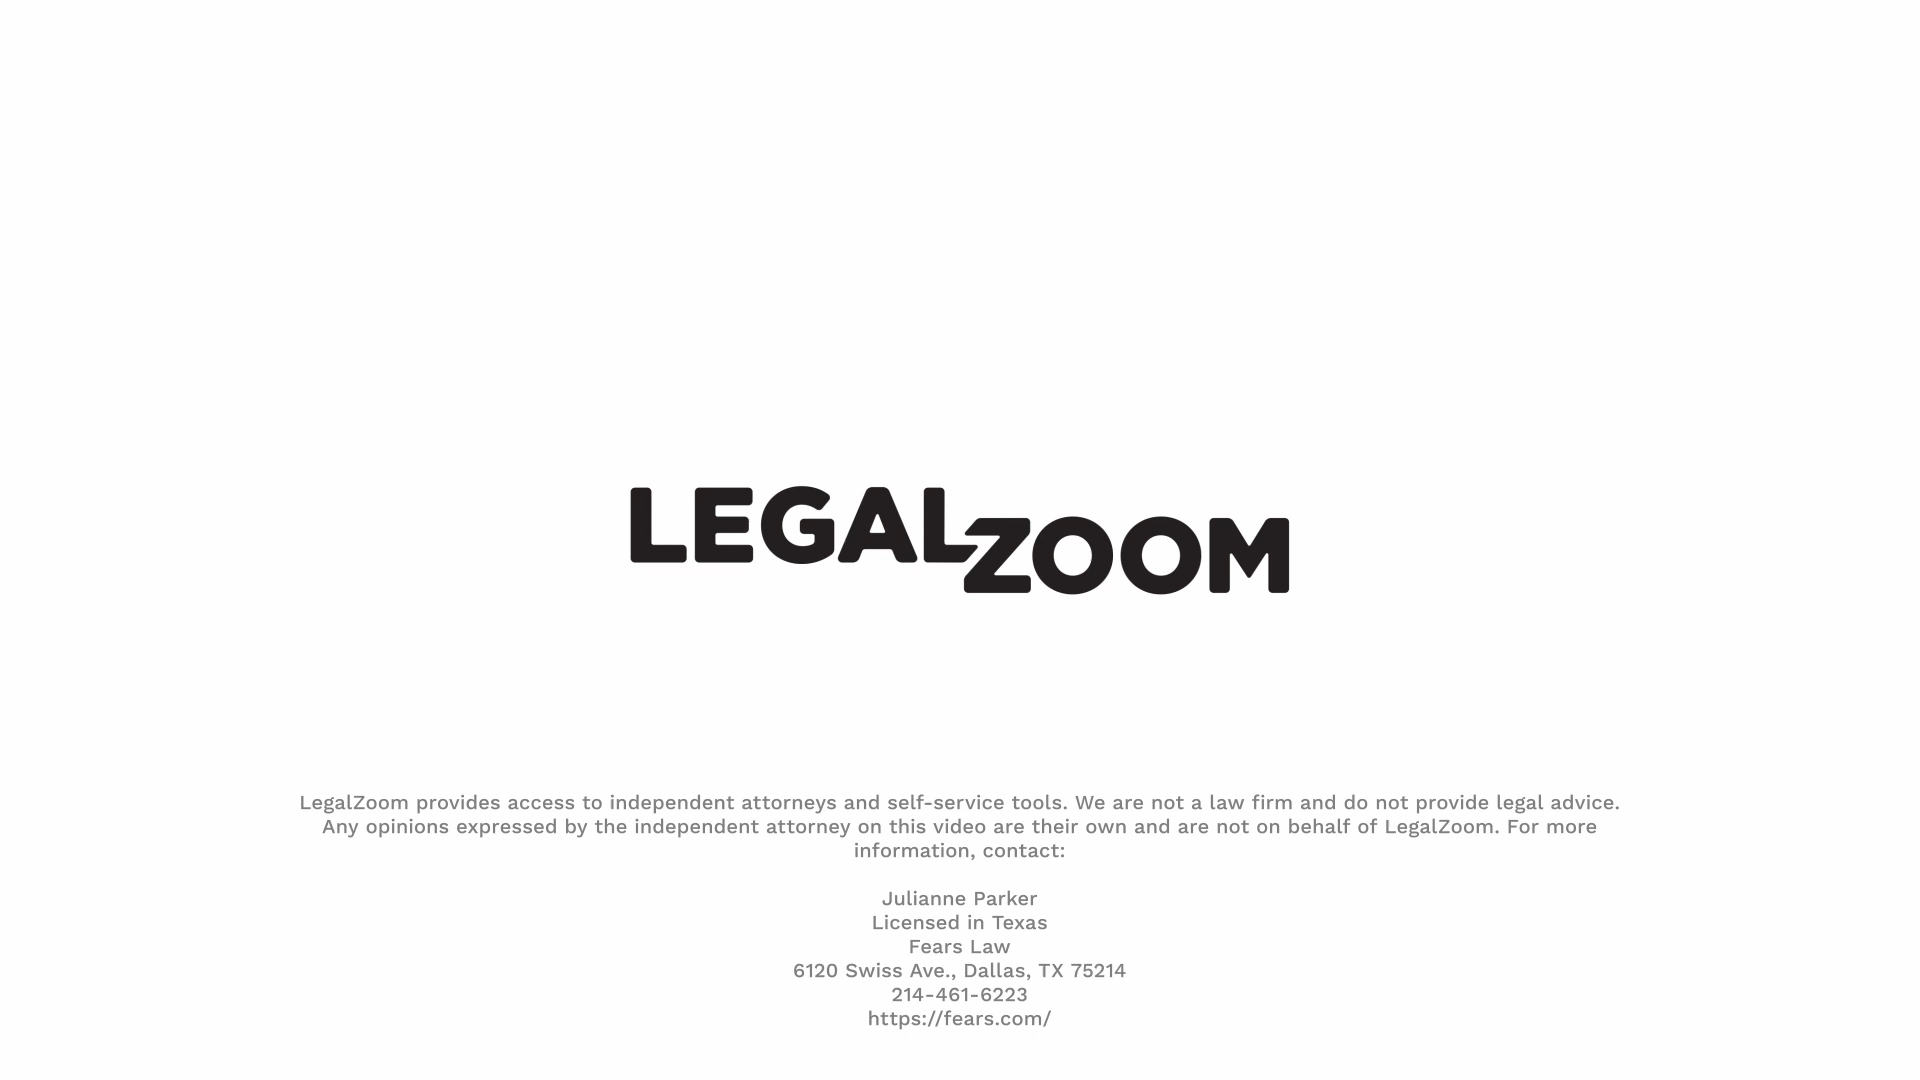 LEGALZOOM
LegalZoom provides access to independent attorneys and self-service tools. We are not a law firm and do not provide legal advice.
Any opinions expressed by the independent attorney on this video are their own and are not on behalf of LegalZoom. For more
information, contact:
Julianne Parker
Licensed in Texas
Fears Law
6120 Swiss Ave., Dallas, TX 75214
214-461-6223
https://fears.com/